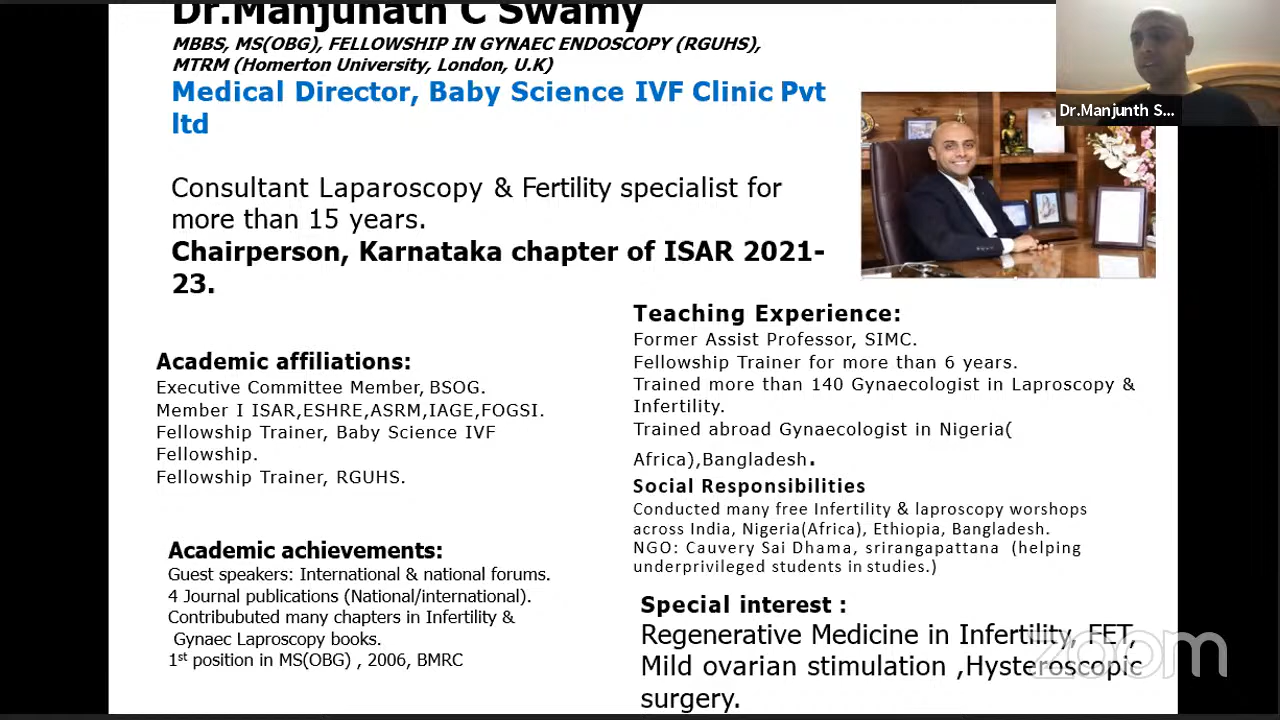 Dr.Manjunath C Swamy
MBBS, MS(OBG), FELLOWSHIP IN GYNAEC ENDOSCOPY (RGUHS),
MTRM (Homerton University, London, U.K)
Medical Director, Baby Science IVF Clinic Pvt
ltd
Dr.Manjunth S...
Consultant Laparoscopy & Fertility specialist for
more than 15 years.
Chairperson, Karnataka chapter of ISAR 2021-
23.
Academic affiliations:
Executive Committee Member, BSOG.
Member I ISAR,ESHRE,ASRM,IAGE,FOGSI.
Fellowship Trainer, Baby Science IVF
Fellowship.
Fellowship Trainer, RGUHS.
Academic achievements:
Guest speakers: International & national forums.
4 Journal publications (National/international).
Contribubuted many chapters in Infertility &
Gynaec Laproscopy books.
1st position in MS(OBG) , 2006, BMRC
Teaching Experience:
Former Assist Professor, SIMC.
Fellowship Trainer for more than 6 years.
Trained more than 140 Gynaecologist in Laproscopy &
Infertility.
Trained abroad Gynaecologist in Nigeria(
Africa),Bangladesh.
Social Responsibilities
Conducted many free Infertility & laproscopy worshops
across India, Nigeria(Africa), Ethiopia, Bangladesh.
NGO: Cauvery Sai Dhama, srirangapattana (helping
underprivileged students in studies.)
Special interest :
Regenerative Medicine in Infertility, FET,
Mild ovarian stimulation ,Hysteroscopic
surgery.
zoom